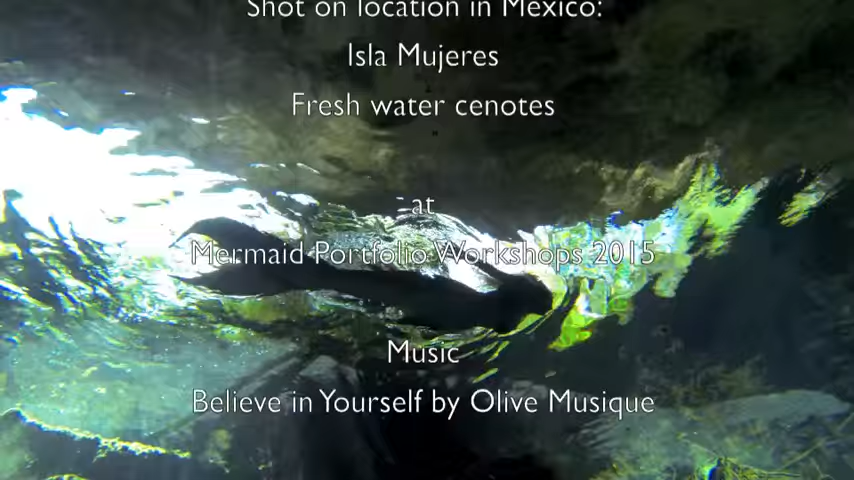 Shot on location in Mexico:
Isla Mujeres
Fresh water cenotes
at
Mermaid Portfolio Workshops 2015
Music
Believe in Yourself by Olive Musique